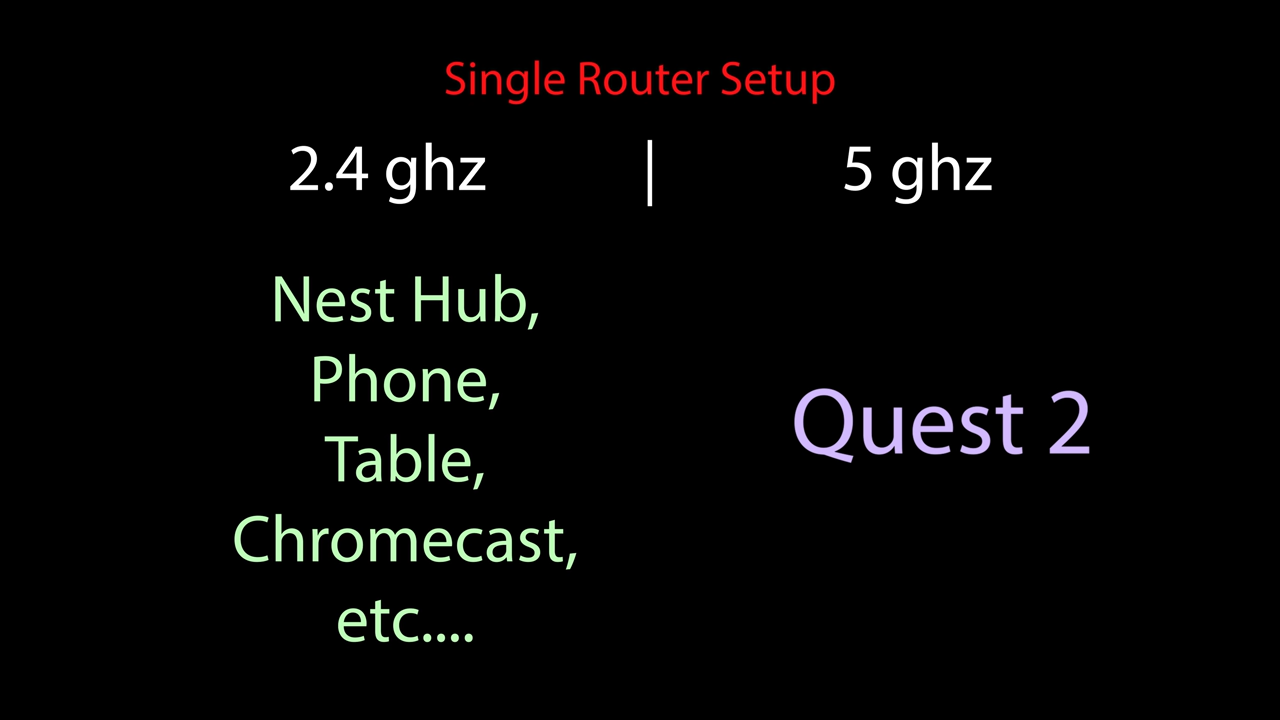 Single Router Setup
2.4 ghz | 5 ghz
Nest Hub,
Phone,
Table,
Chromecast,
etc....
Quest 2